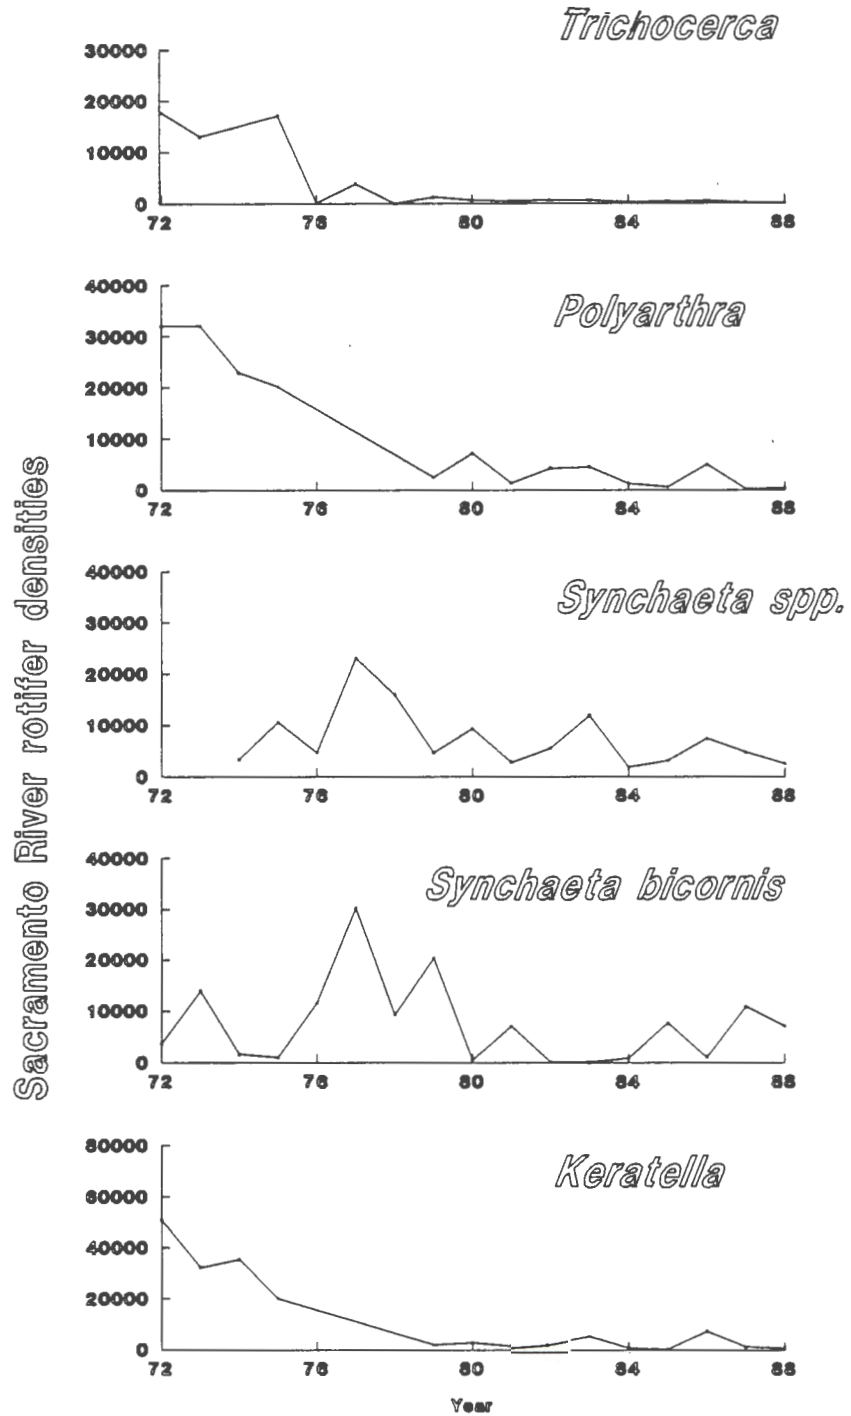 Trichocerca
30000
20000
10000
0
72 76 80 84 88
Polyarthra
40000
30000
20000
10000
0
72 76 80 84 88
Synchaeta spp.
40000
30000
20000
10000
0
72 76 80 84 88
Synchaeta bicornis
40000
30000
20000
10000
0
72 76 80 84 88
Keratella
80000
60000
40000
20000
0
72 76 80 84 88
Year
Sacramento River rotifer densities